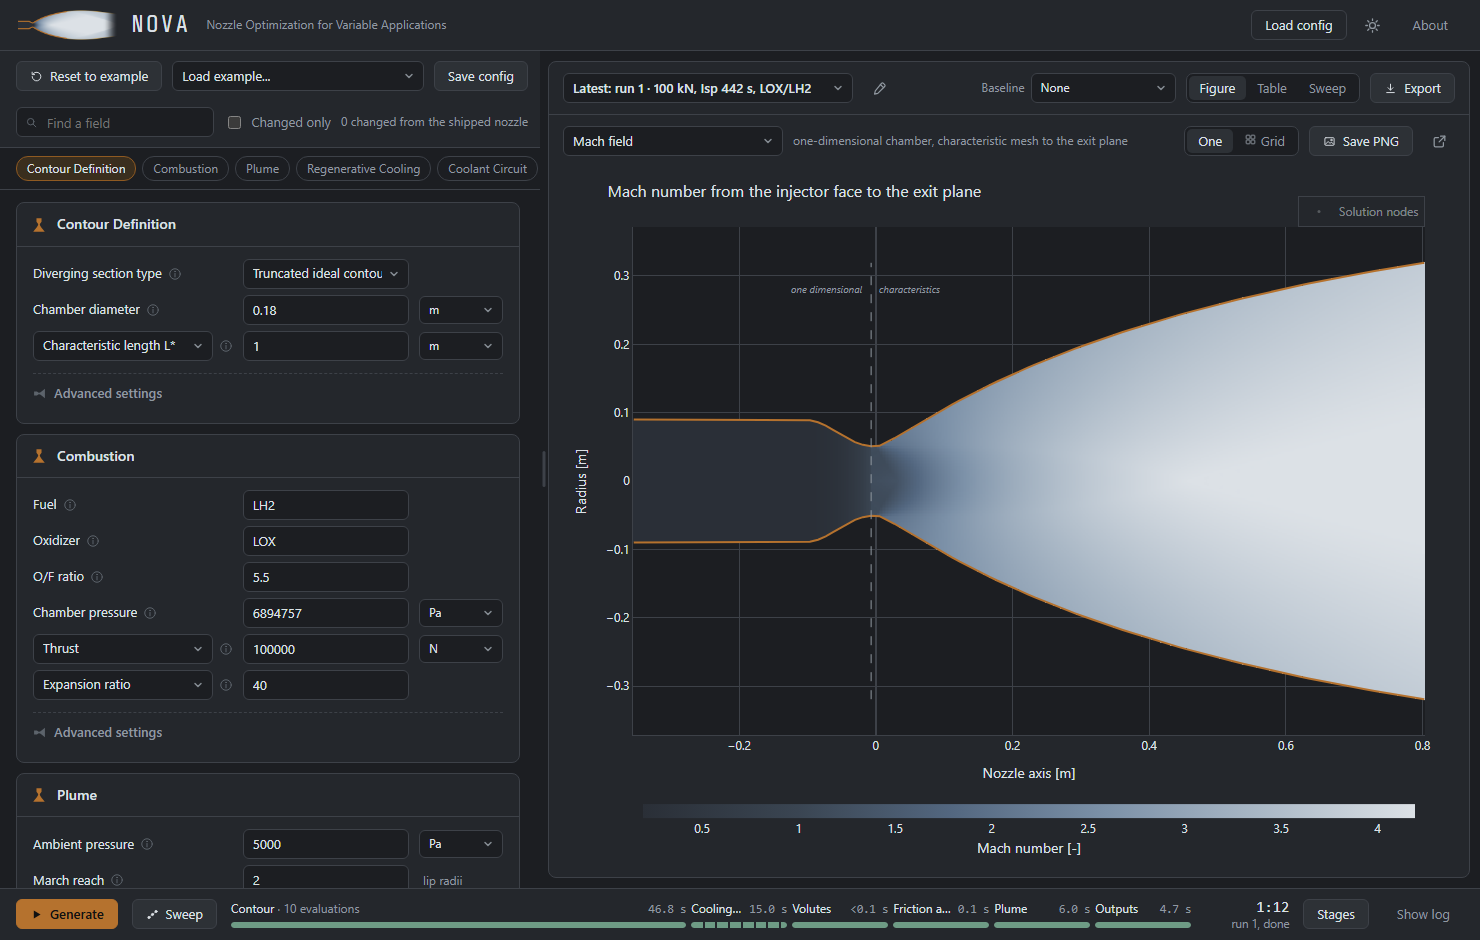 NOVA
Nozzle Optimization for Variable Applications
Load config
About
Reset to example
Load example...
Save config
Find a field
Changed only
0 changed from the shipped nozzle
Contour Definition
Combustion
Plume
Regenerative Cooling
Coolant Circuit
Contour Definition
Diverging section type
Truncated ideal contou
Chamber diameter
0.18
m
Characteristic length L*
1
m
Advanced settings
Combustion
Fuel
LH2
Oxidizer
LOX
O/F ratio
5.5
Chamber pressure
6894757
Pa
Thrust
100000
N
Expansion ratio
40
Advanced settings
Plume
Ambient pressure
5000
Pa
March reach
2
lip radii
Latest: run 1 · 100 kN, Isp 442 s, LOX/LH2
Baseline
None
Figure
Table
Sweep
Export
Mach field
one-dimensional chamber, characteristic mesh to the exit plane
One
Grid
Save PNG
Mach number from the injector face to the exit plane
Solution nodes
one dimensional
characteristics
0.3
0.2
0.1
0
−0.1
−0.2
−0.3
Radius [m]
−0.2
0
0.2
0.4
0.6
0.8
Nozzle axis [m]
0.5
1
1.5
2
2.5
3
3.5
4
Mach number [-]
Generate
Sweep
Contour · 10 evaluations
46.8 s
Cooling...
15.0 s
Volutes
<0.1 s
Friction a...
0.1 s
Plume
6.0 s
Outputs
4.7 s
1:12
run 1, done
Stages
Show log